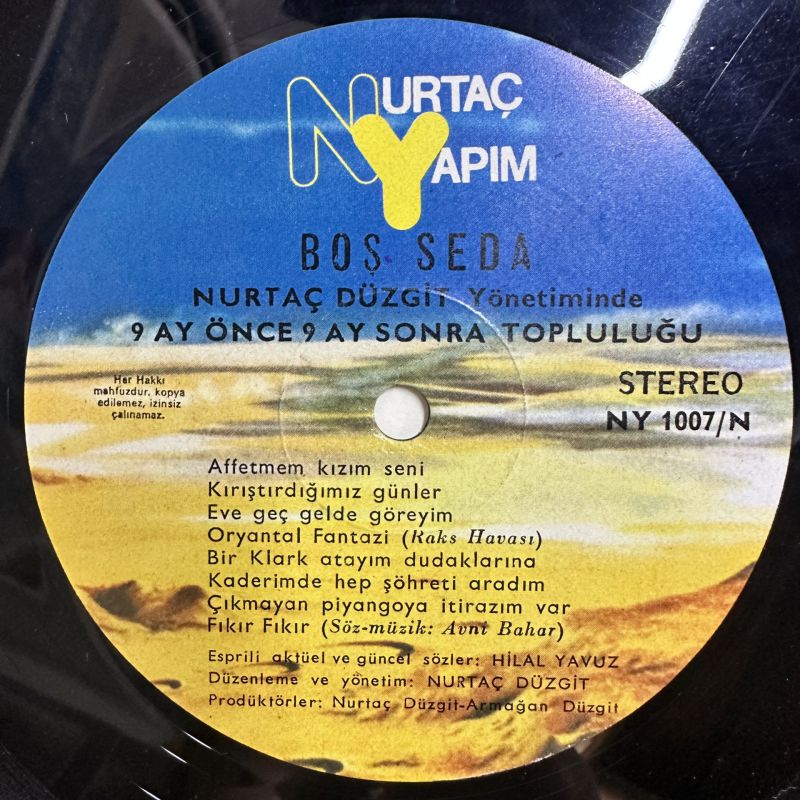 NURTAÇ
YAPIM
BOŞ SEDA
NURTAÇ DÜZGİT Yönetiminde
9 AY ÖNCE 9 AY SONRA TOPLULUĞU
Her Hakkı
mahfuzdur, kopya
edilemez, izinsiz
çalınamaz.
STEREO
NY 1007/N
Affetmem kızım seni
Kırıştırdığımız günler
Eve geç gelde göreyim
Oryantal Fantazi (Raks Havası)
Bir Klark atayım dudaklarına
Kaderimde hep şöhreti aradım
Çıkmayan piyangoya itirazım var
Fıkır Fıkır (Söz-müzik: Avni Bahar)
Esprili aktüel ve güncel sözler: HİLAL YAVUZ
Düzenleme ve yönetim: NURTAÇ DÜZGİT
Prodüktörler: Nurtaç Düzgit-Armağan Düzgit